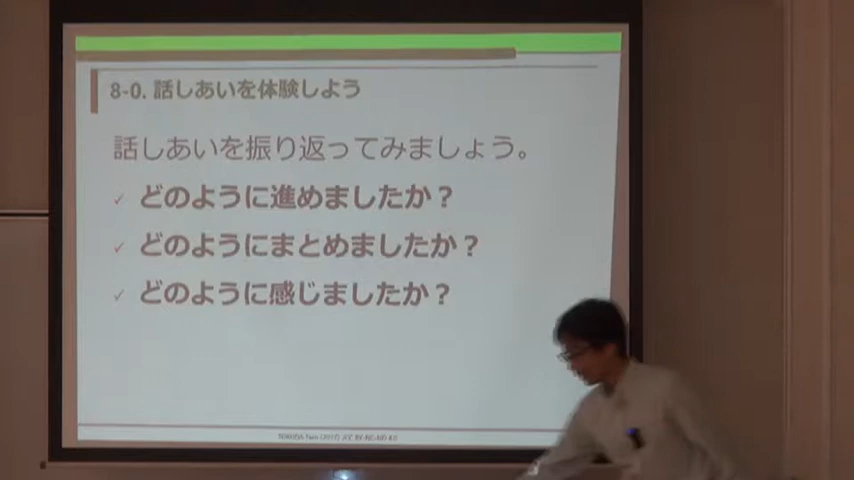 8-0. 話しあいを体験しよう
話しあいを振り返ってみましょう。
✓ どのように進めましたか？
✓ どのようにまとめましたか？
✓ どのように感じましたか？